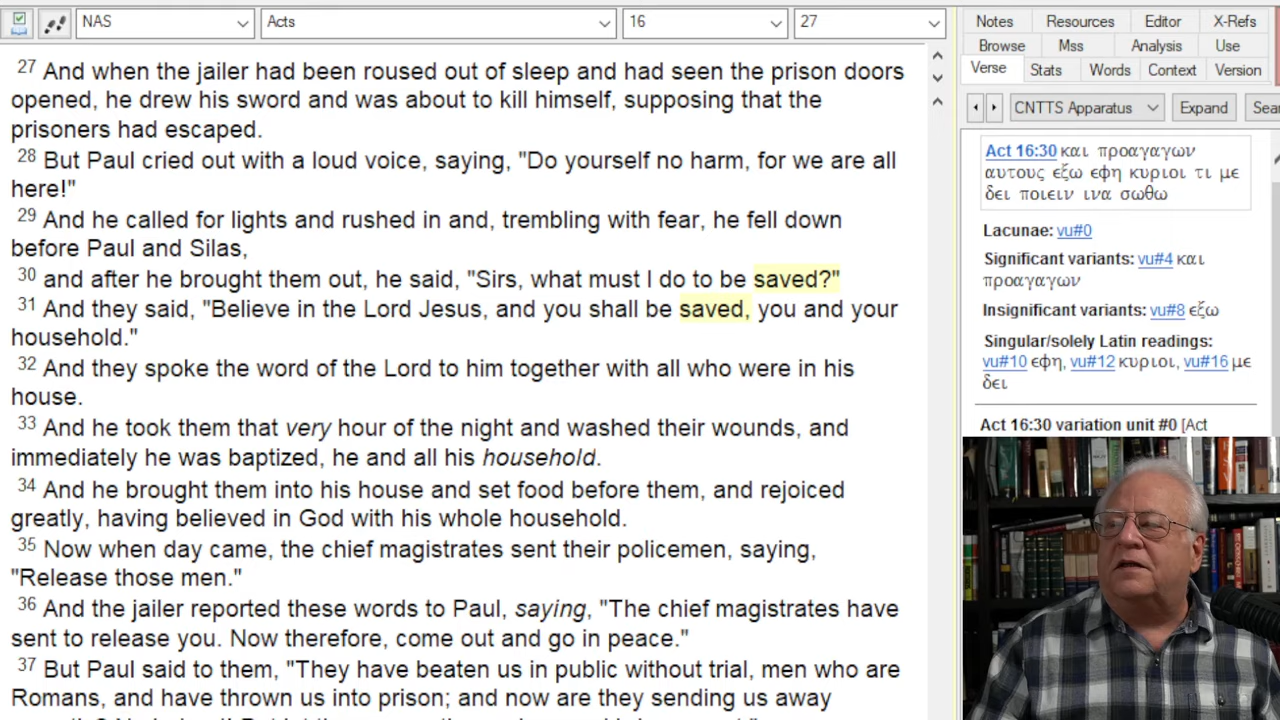 NAS Acts 16 27
27 And when the jailer had been roused out of sleep and had seen the prison doors
opened, he drew his sword and was about to kill himself, supposing that the
prisoners had escaped.
28 But Paul cried out with a loud voice, saying, "Do yourself no harm, for we are all
here!"
29 And he called for lights and rushed in and, trembling with fear, he fell down
before Paul and Silas,
30 and after he brought them out, he said, "Sirs, what must I do to be saved?"
31 And they said, "Believe in the Lord Jesus, and you shall be saved, you and your
household."
32 And they spoke the word of the Lord to him together with all who were in his
house.
33 And he took them that very hour of the night and washed their wounds, and
immediately he was baptized, he and all his household.
34 And he brought them into his house and set food before them, and rejoiced
greatly, having believed in God with his whole household.
35 Now when day came, the chief magistrates sent their policemen, saying,
"Release those men."
36 And the jailer reported these words to Paul, saying, "The chief magistrates have
sent to release you. Now therefore, come out and go in peace."
37 But Paul said to them, "They have beaten us in public without trial, men who are
Romans, and have thrown us into prison; and now are they sending us away
Notes Resources Editor X-Refs
Browse Mss Analysis Use
Verse Stats Words Context Version
CNTTS Apparatus Expand
Act 16:30 και προαγαγων
αυτους εξω εφη κυριοι τι με
δει ποιειν ινα σωθω
Lacunae: vu#0
Significant variants: vu#4 και
προαγαγων
Insignificant variants: vu#8 εξω
Singular/solely Latin readings:
vu#10 εφη, vu#12 κυριοι, vu#16 με
δει
Act 16:30 variation unit #0 [Act